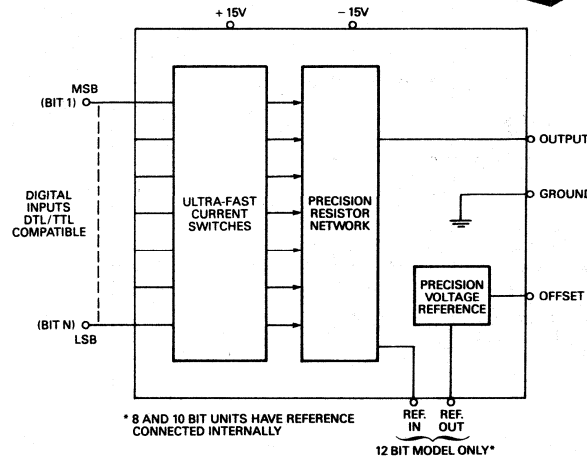 + 15V
− 15V
MSB
(BIT 1)
OUTPUT
DIGITAL
INPUTS
DTL/TTL
COMPATIBLE
ULTRA-FAST
CURRENT
SWITCHES
PRECISION
RESISTOR
NETWORK
GROUND
PRECISION
VOLTAGE
REFERENCE
OFFSET
(BIT N)
LSB
* 8 AND 10 BIT UNITS HAVE REFERENCE
CONNECTED INTERNALLY
REF.
IN
REF.
OUT
12 BIT MODEL ONLY*